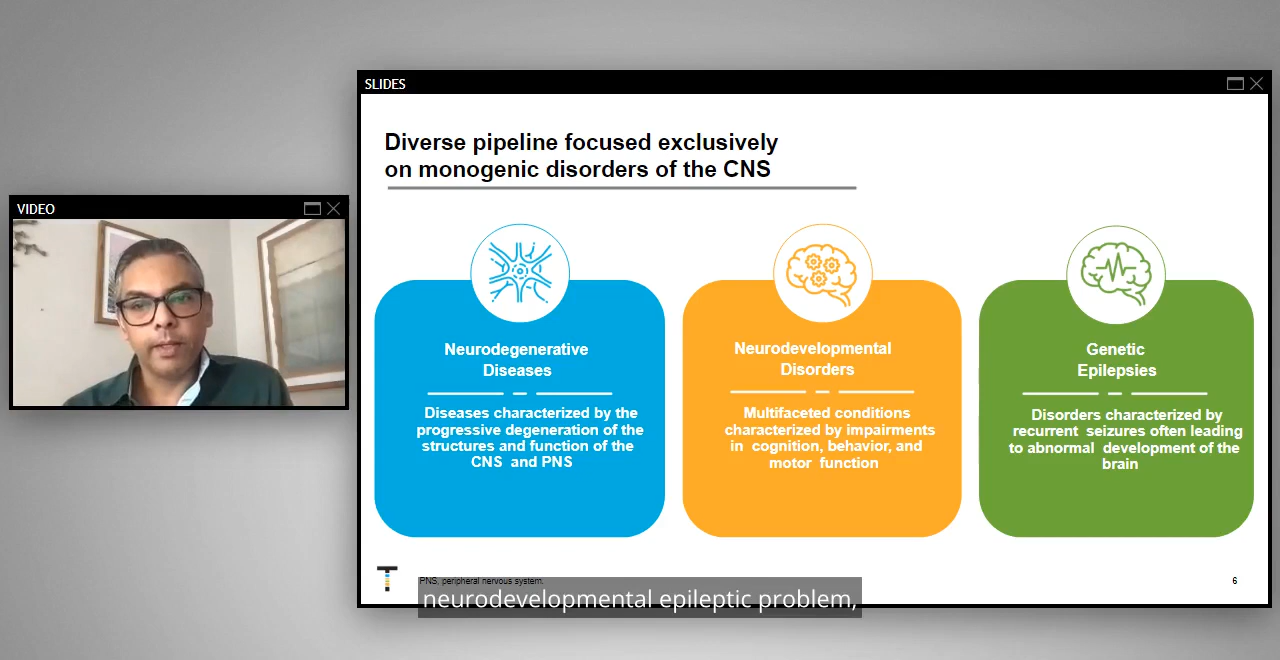 SLIDES
Diverse pipeline focused exclusively
on monogenic disorders of the CNS
VIDEO
Neurodegenerative
Diseases
Diseases characterized by the
progressive degeneration of the
structures and function of the
CNS and PNS
Neurodevelopmental
Disorders
Multifaceted conditions
characterized by impairments
in cognition, behavior, and
motor function
Genetic
Epilepsies
Disorders characterized by
recurrent seizures often leading
to abnormal development of the
brain
T
PNS, peripheral nervous system.
6
neurodevelopmental epileptic problem,